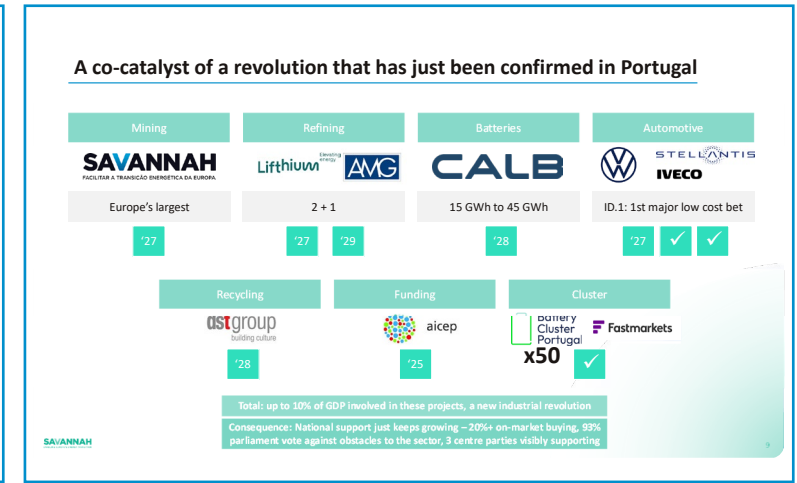 A co-catalyst of a revolution that has just been confirmed in Portugal
Mining
Refining
Batteries
Automotive
SAVANNAH
FACILITAR A TRANSIÇÃO ENERGÉTICA DA EUROPA.
Lifthium
Elevating
energy
AMG
CALB
STELLANTIS
IVECO
Europe's largest
2 + 1
15 GWh to 45 GWh
ID.1: 1st major low cost bet
'27
'27
'29
'28
'27
Recycling
Funding
Cluster
astgroup
building culture
aicep
Battery
Cluster
Portugal
Fastmarkets
x50
'28
'25
Total: up to 10% of GDP involved in these projects, a new industrial revolution
Consequence: National support just keeps growing – 20%+ on-market buying, 93%
parliament vote against obstacles to the sector, 3 centre parties visibly supporting
SAVANNAH
9